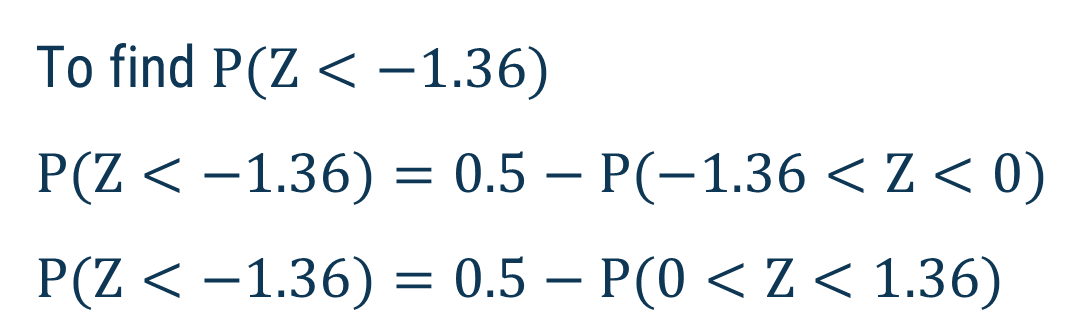 To find P(Z < −1.36)
P(Z < −1.36) = 0.5 − P(−1.36 < Z < 0)
P(Z < −1.36) = 0.5 − P(0 < Z < 1.36)